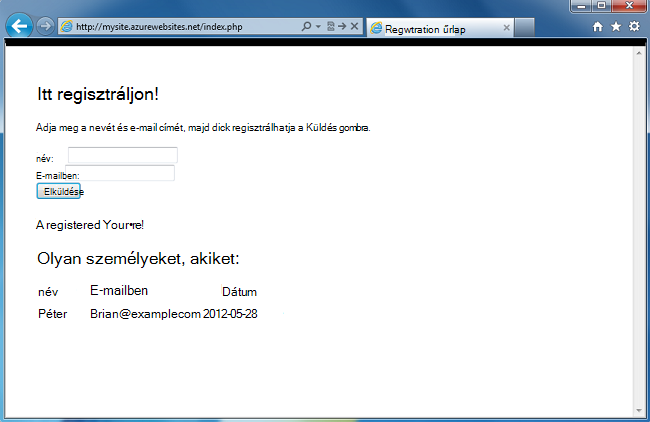 http://mysite.azurewebsites.net/index.php
Regwtration űrlap
Itt regisztráljon!
Adja meg a nevét és e-mail címét, majd dick regisztrálhatja a Küldés gombra.
név:
E-mailben:
Elküldése
A registered Your•re!
Olyan személyeket, akiket:
név E-mailben Dátum
Péter Brian@examplecom 2012-05-28